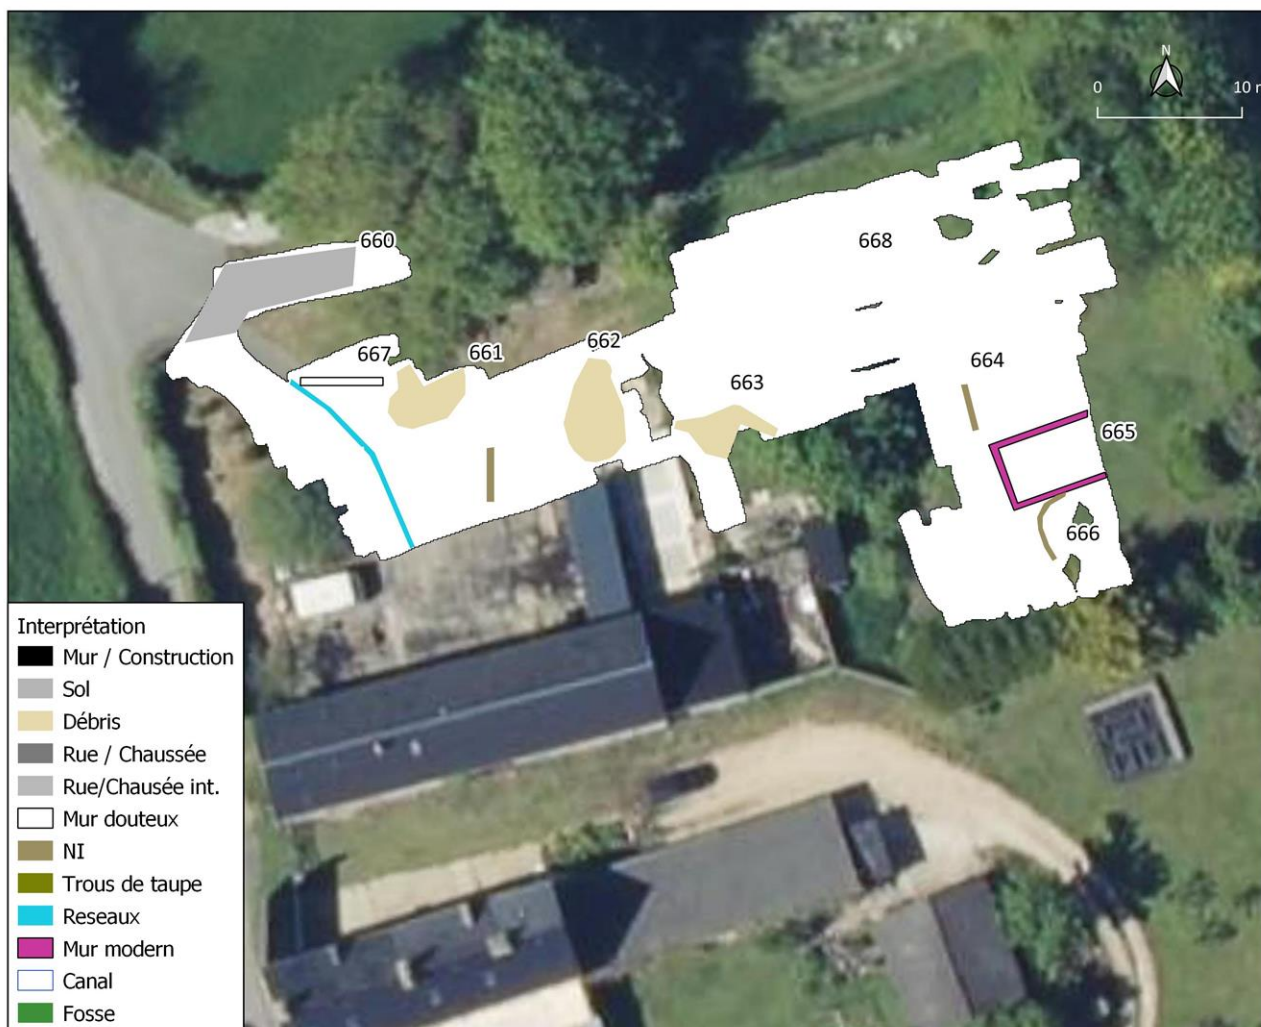 N
0 10 m
660
668
662
667
661
664
663
665
666
Interprétation
Mur / Construction
Sol
Débris
Rue / Chaussée
Rue/Chausée int.
Mur douteux
NI
Trous de taupe
Reseaux
Mur modern
Canal
Fosse